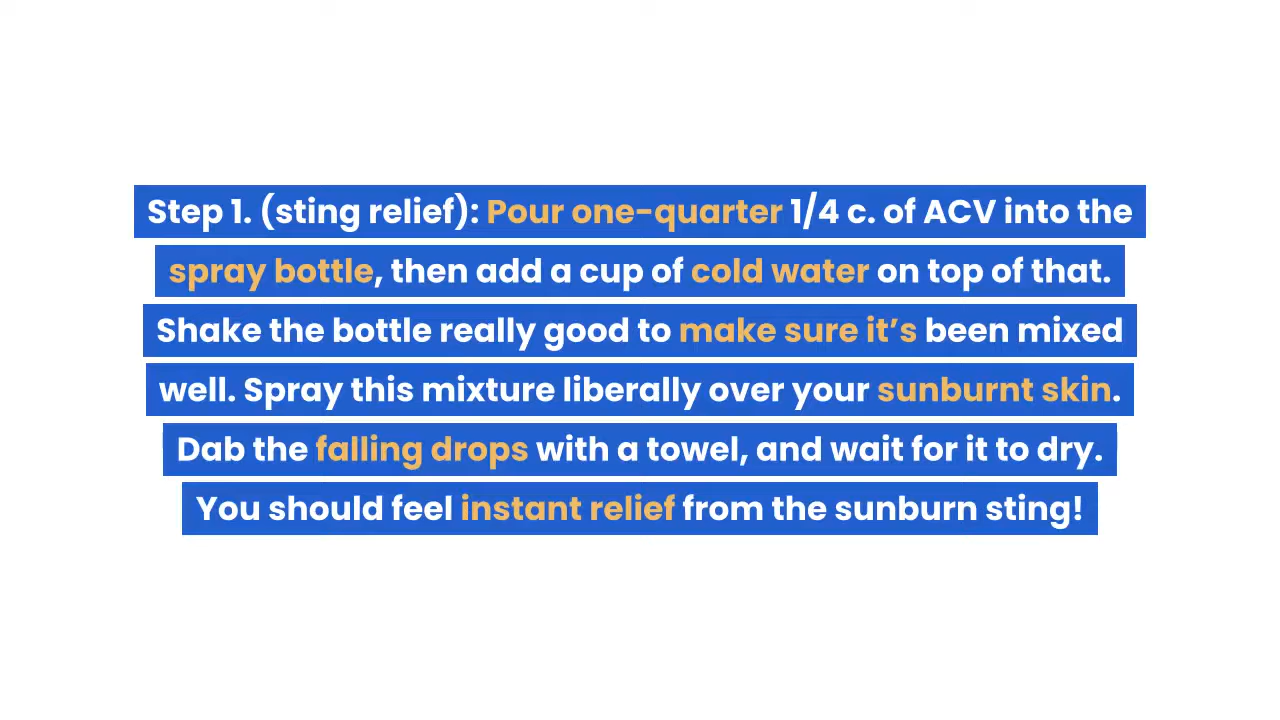 Step 1. (sting relief): Pour one-quarter 1/4 c. of ACV into the
spray bottle, then add a cup of cold water on top of that.
Shake the bottle really good to make sure it’s been mixed
well. Spray this mixture liberally over your sunburnt skin.
Dab the falling drops with a towel, and wait for it to dry.
You should feel instant relief from the sunburn sting!